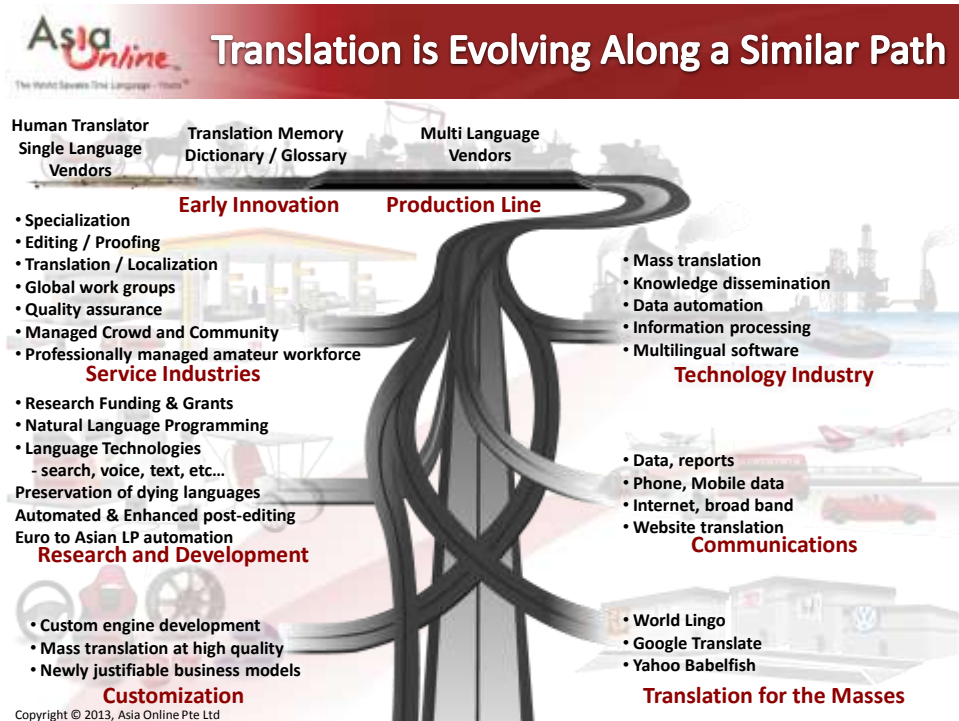 Asia Online
Translation is Evolving Along a Similar Path
Human Translator
Single Language
Vendors
Translation Memory
Dictionary / Glossary
Multi Language
Vendors
Early Innovation
Production Line
• Specialization
• Editing / Proofing
• Translation / Localization
• Global work groups
• Quality assurance
• Managed Crowd and Community
• Professionally managed amateur workforce
Service Industries
• Mass translation
• Knowledge dissemination
• Data automation
• Information processing
• Multilingual software
Technology Industry
• Research Funding & Grants
• Natural Language Programming
• Language Technologies
- search, voice, text, etc...
Preservation of dying languages
Automated & Enhanced post-editing
Euro to Asian LP automation
Research and Development
• Data, reports
• Phone, Mobile data
• Internet, broad band
• Website translation
Communications
• Custom engine development
• Mass translation at high quality
• Newly justifiable business models
Customization
• World Lingo
• Google Translate
• Yahoo Babelfish
Translation for the Masses
Copyright © 2013, Asia Online Pte Ltd